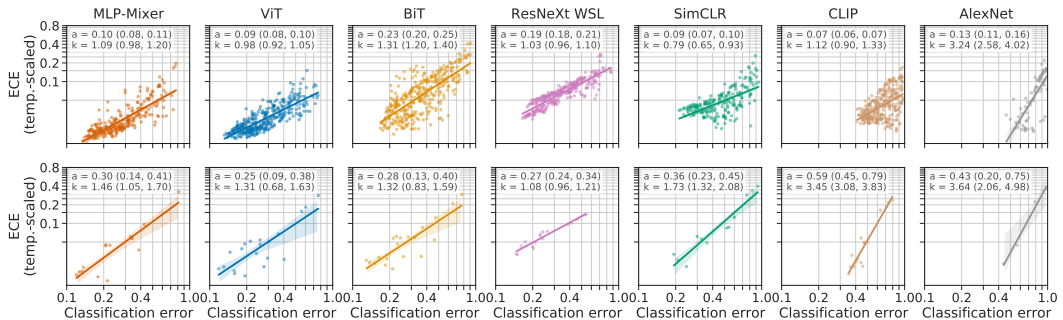 MLP-Mixer ViT BiT ResNeXt WSL SimCLR CLIP AlexNet
ECE
(temp.-scaled)
0.8
0.4
0.2
0.1
a = 0.10 (0.08, 0.11)
k = 1.09 (0.98, 1.20)
a = 0.09 (0.08, 0.10)
k = 0.98 (0.92, 1.05)
a = 0.23 (0.20, 0.25)
k = 1.31 (1.20, 1.40)
a = 0.19 (0.18, 0.21)
k = 1.03 (0.96, 1.10)
a = 0.09 (0.07, 0.10)
k = 0.79 (0.65, 0.93)
a = 0.07 (0.06, 0.07)
k = 1.12 (0.90, 1.33)
a = 0.13 (0.11, 0.16)
k = 3.24 (2.58, 4.02)
ECE
(temp.-scaled)
0.8
0.4
0.2
0.1
a = 0.30 (0.14, 0.41)
k = 1.46 (1.05, 1.70)
a = 0.25 (0.09, 0.38)
k = 1.31 (0.68, 1.63)
a = 0.28 (0.13, 0.40)
k = 1.32 (0.83, 1.59)
a = 0.27 (0.24, 0.34)
k = 1.08 (0.96, 1.21)
a = 0.36 (0.23, 0.45)
k = 1.73 (1.32, 2.08)
a = 0.59 (0.45, 0.79)
k = 3.45 (3.08, 3.83)
a = 0.43 (0.20, 0.75)
k = 3.64 (2.06, 4.98)
0.1 0.2 0.4 1.0 0.1 0.2 0.4 1.0 0.1 0.2 0.4 1.0 0.1 0.2 0.4 1.0 0.1 0.2 0.4 1.0 0.1 0.2 0.4 1.0 0.1 0.2 0.4 1.0
Classification error Classification error Classification error Classification error Classification error Classification error Classification error